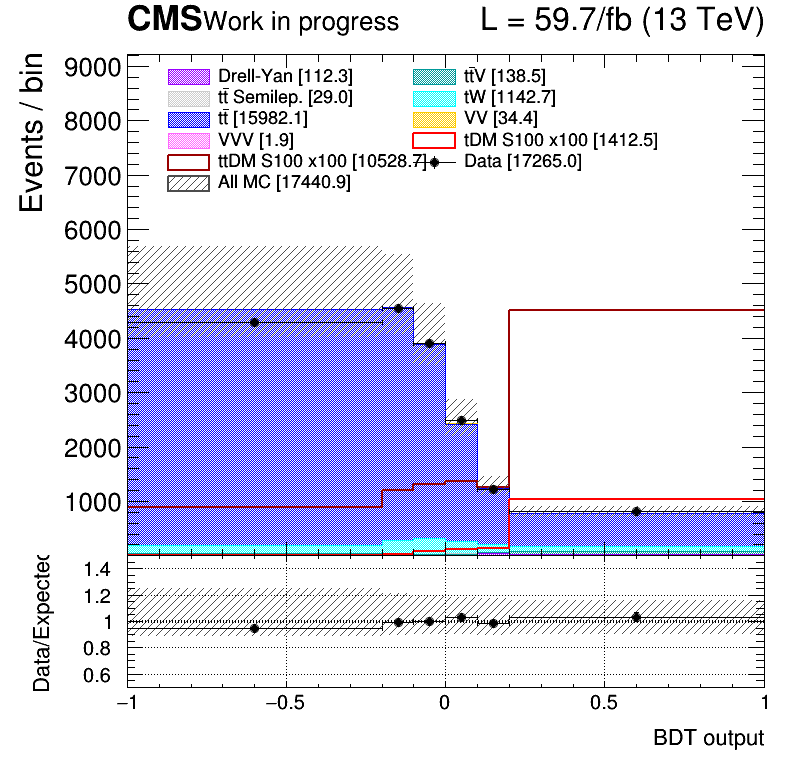 CMS Work in progress L = 59.7/fb (13 TeV)
Events / bin
9000
8000
7000
6000
5000
4000
3000
2000
1000
Drell-Yan [112.3]
tt̄V [138.5]
tt̄ Semilep. [29.0]
tW [1142.7]
tt̄ [15982.1]
VV [34.4]
VVV [1.9]
tDM S100 x100 [1412.5]
ttDM S100 x100 [10528.7]
Data [17265.0]
All MC [17440.9]
Data/Expected
1.4
1.2
1
0.8
0.6
−1 −0.5 0 0.5 1
BDT output